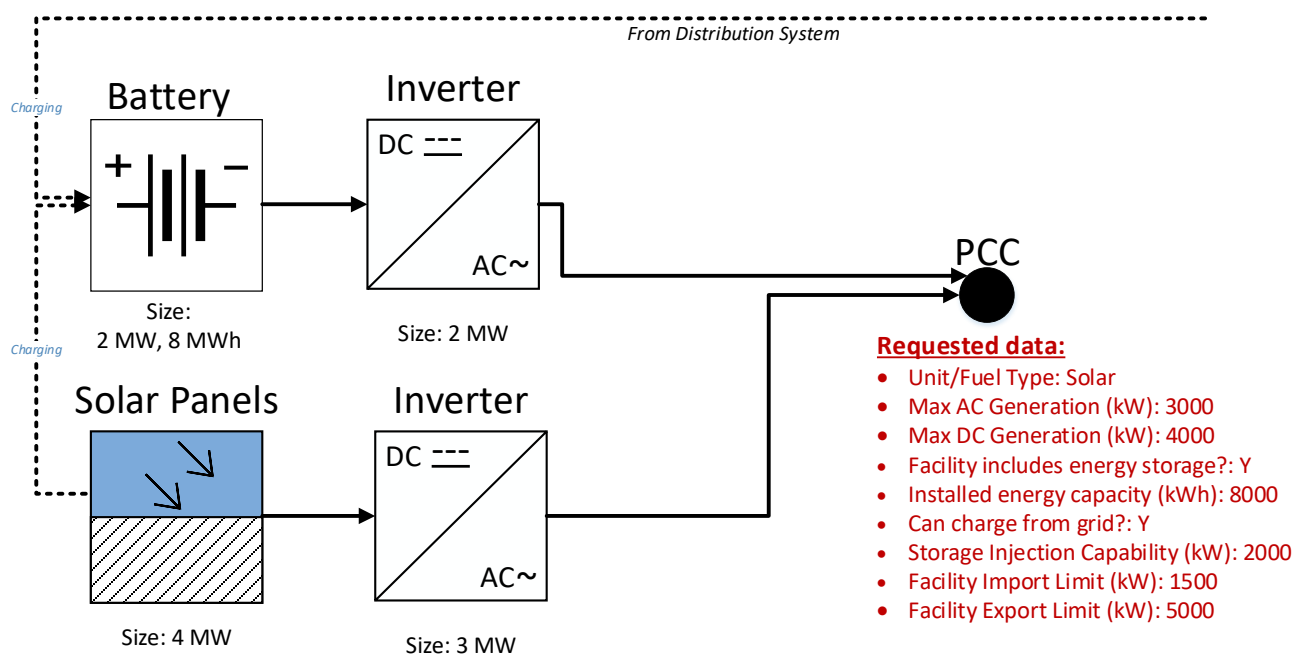 From Distribution System
Battery
Inverter
Charging
DC
+ −
AC~
PCC
Size:
2 MW, 8 MWh
Size: 2 MW
Charging
Solar Panels
Inverter
DC
AC~
Size: 4 MW
Size: 3 MW
Requested data:
• Unit/Fuel Type: Solar
• Max AC Generation (kW): 3000
• Max DC Generation (kW): 4000
• Facility includes energy storage?: Y
• Installed energy capacity (kWh): 8000
• Can charge from grid?: Y
• Storage Injection Capability (kW): 2000
• Facility Import Limit (kW): 1500
• Facility Export Limit (kW): 5000